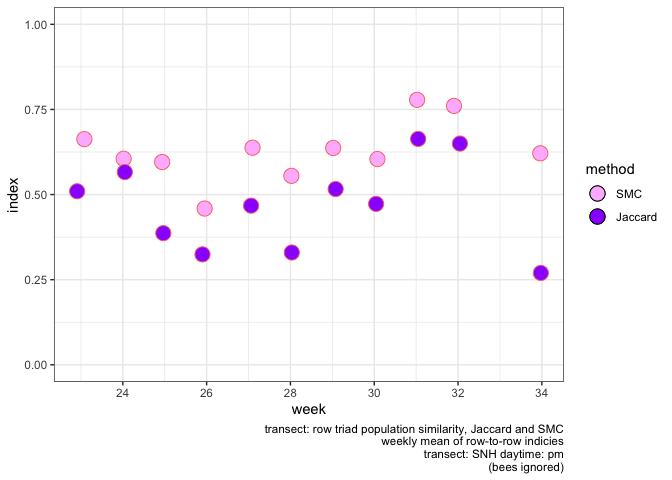 1.00
0.75
0.50
0.25
0.00
index
24 26 28 30 32 34
week
method
SMC
Jaccard
transect: row triad population similarity, Jaccard and SMC
weekly mean of row-to-row indicies
transect: SNH daytime: pm
(bees ignored)